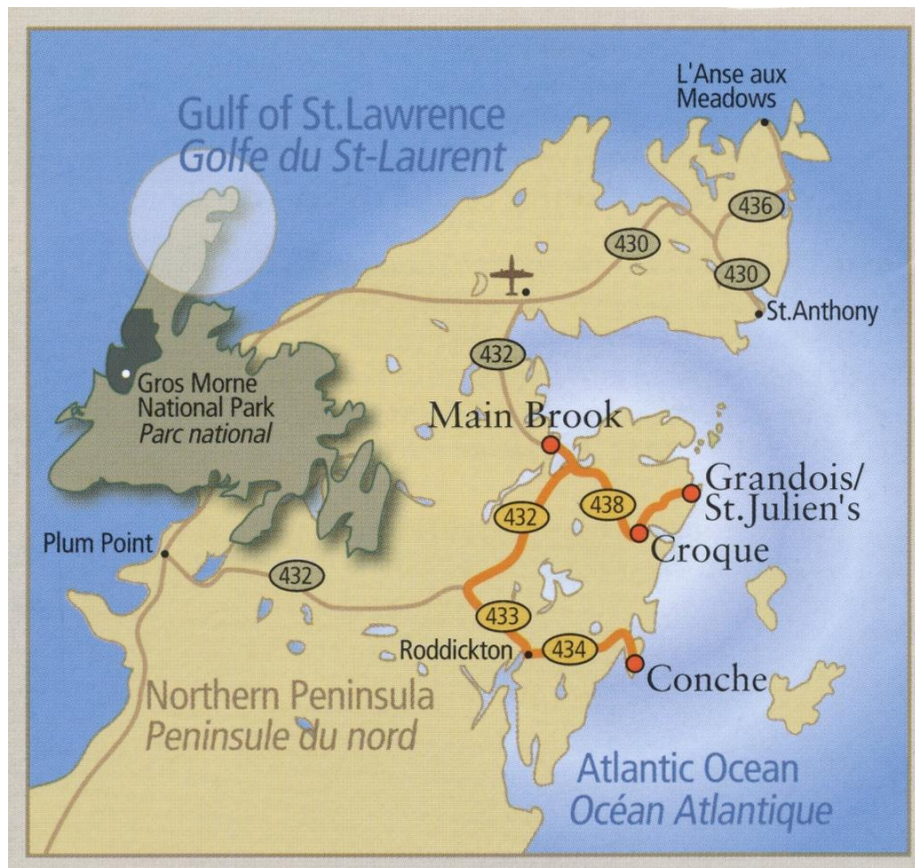 L'Anse aux
Meadows
Gulf of St.Lawrence
Golfe du St-Laurent
436
430
430
St.Anthony
432
Gros Morne
National Park
Parc national
Main Brook
Grandois/
St.Julien's
432
438
Croque
Plum Point
432
433
Roddickton
434
Conche
Northern Peninsula
Peninsule du nord
Atlantic Ocean
Océan Atlantique